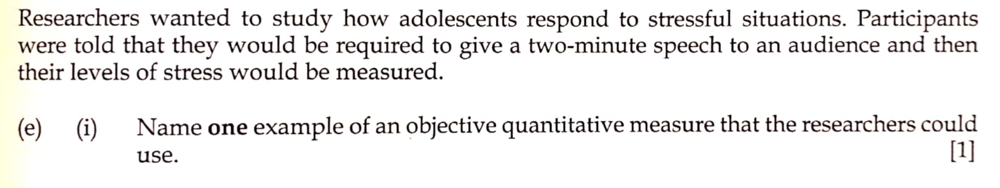 Researchers wanted to study how adolescents respond to stressful situations. Participants
were told that they would be required to give a two-minute speech to an audience and then
their levels of stress would be measured.
(e) (i) Name one example of an objective quantitative measure that the researchers could
use. [1]